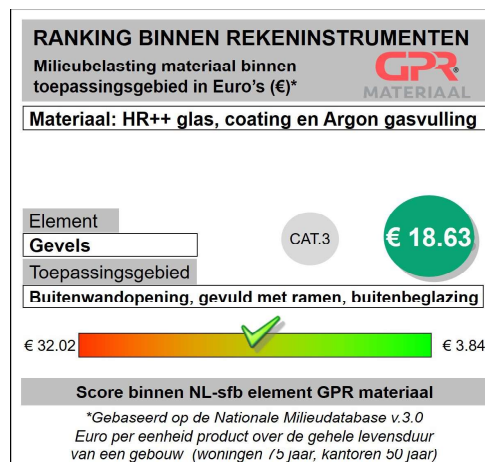 RANKING BINNEN REKENINSTRUMENTEN
Milieubelasting materiaal binnen
toepassingsgebied in Euro's (€)*
GPR®
MATERIAAL
Materiaal: HR++ glas, coating en Argon gasvulling
Element
Gevels
CAT.3
€ 18.63
Toepassingsgebied
Buitenwandopening, gevuld met ramen, buitenbeglazing
€ 32.02
€ 3.84
Score binnen NL-sfb element GPR materiaal
*Gebaseerd op de Nationale Milieudatabase v.3.0
Euro per eenheid product over de gehele levensduur
van een gebouw (woningen 75 jaar, kantoren 50 jaar)